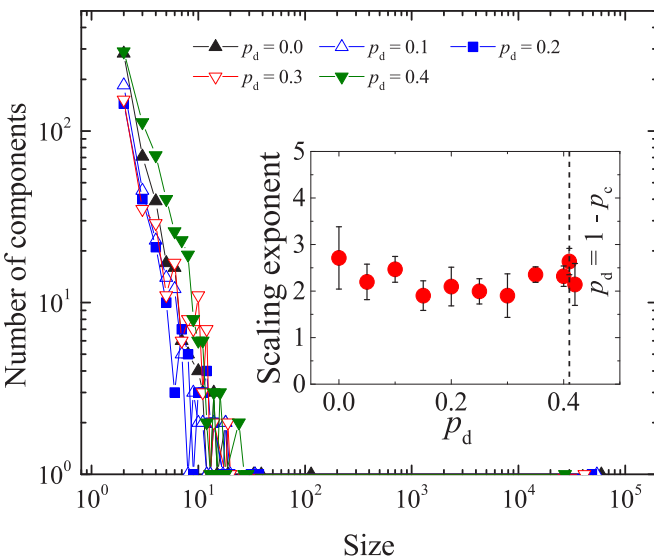 p_d = 0.0 p_d = 0.1 p_d = 0.2
p_d = 0.3 p_d = 0.4
Number of components
10^2
10^1
10^0
10^0 10^1 10^2 10^3 10^4 10^5
Size
Scaling exponent
5
4
3
2
1
0
0.0 0.2 0.4
p_d
p_d = 1 - p_c